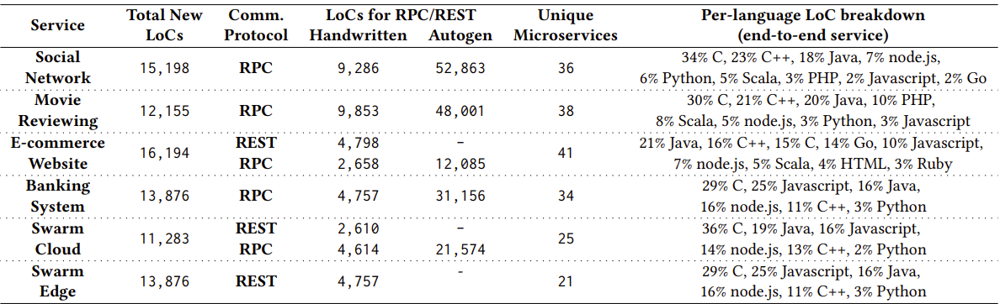 Service Total New LoCs Comm. Protocol LoCs for RPC/REST Handwritten Autogen Unique Microservices Per-language LoC breakdown (end-to-end service)
Social Network 15,198 RPC 9,286 52,863 36 34% C, 23% C++, 18% Java, 7% node.js,
6% Python, 5% Scala, 3% PHP, 2% Javascript, 2% Go
Movie Reviewing 12,155 RPC 9,853 48,001 38 30% C, 21% C++, 20% Java, 10% PHP,
8% Scala, 5% node.js, 3% Python, 3% Javascript
E-commerce Website 16,194 REST 4,798 – 41 21% Java, 16% C++, 15% C, 14% Go, 10% Javascript,
RPC 2,658 12,085 7% node.js, 5% Scala, 4% HTML, 3% Ruby
Banking System 13,876 RPC 4,757 31,156 34 29% C, 25% Javascript, 16% Java,
16% node.js, 11% C++, 3% Python
Swarm Cloud 11,283 REST 2,610 – 25 36% C, 19% Java, 16% Javascript,
RPC 4,614 21,574 14% node.js, 13% C++, 2% Python
Swarm Edge 13,876 REST 4,757 - 21 29% C, 25% Javascript, 16% Java,
16% node.js, 11% C++, 3% Python